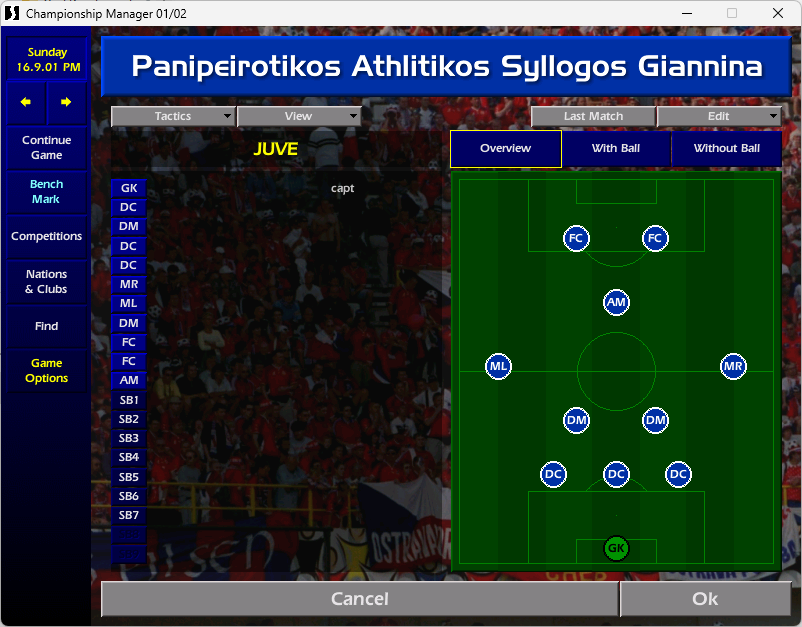 Championship Manager 01/02
Sunday
16.9.01 PM
Panipeirotikos Athlitikos Syllogos Giannina
Continue
Game
Bench
Mark
Competitions
Nations
& Clubs
Find
Game
Options
Tactics
View
Last Match
Edit
JUVE
Overview
With Ball
Without Ball
GK capt
DC
DM
DC
DC
MR
ML
DM
FC
FC
AM
SB1
SB2
SB3
SB4
SB5
SB6
SB7
FC FC
AM
ML MR
DM DM
DC DC DC
GK
Cancel
Ok